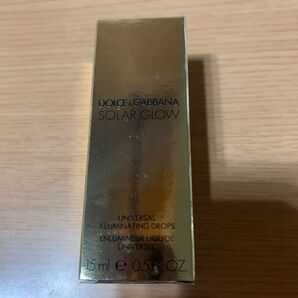 DOLCE & GABBANA
SOLAR GLOW
UNIVERSAL
ILLUMINATING DROPS
ENLUMINEUR LIQUIDE
UNIVERSEL
15 ml ℮ 0.5 FL.OZ.